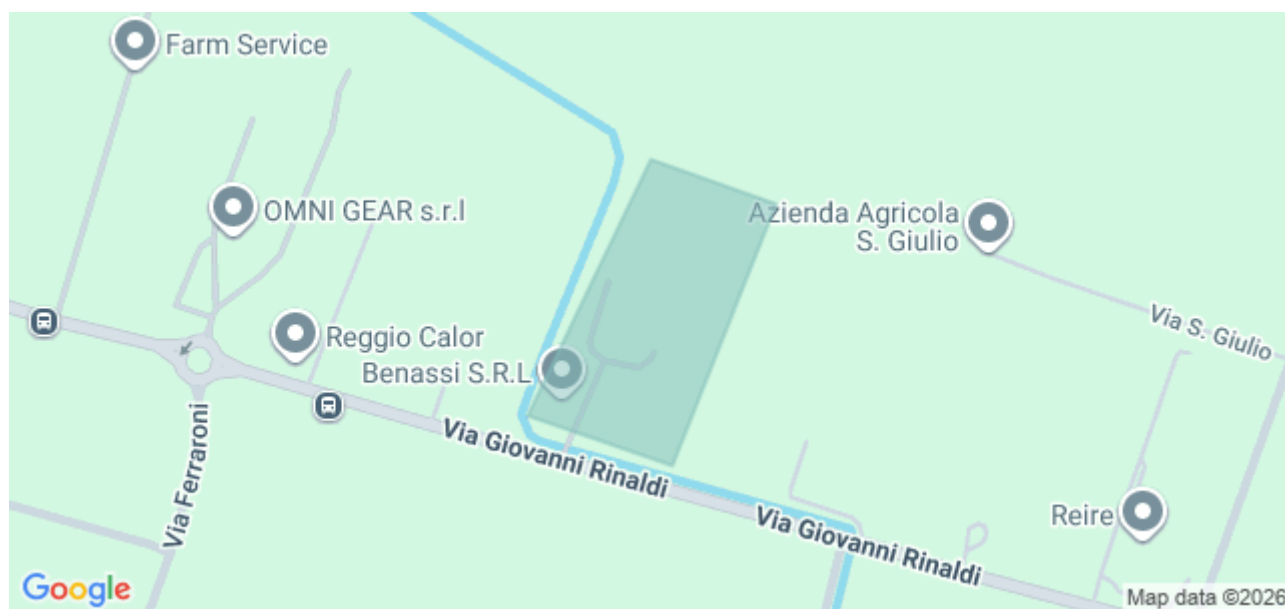 Farm Service
OMNI GEAR s.r.l
Azienda Agricola
S. Giulio
Via S. Giulio
Reggio Calor
Benassi S.R.L
Via Ferraroni
Via Giovanni Rinaldi
Via Giovanni Rinaldi
Reire
Google
Map data ©2026